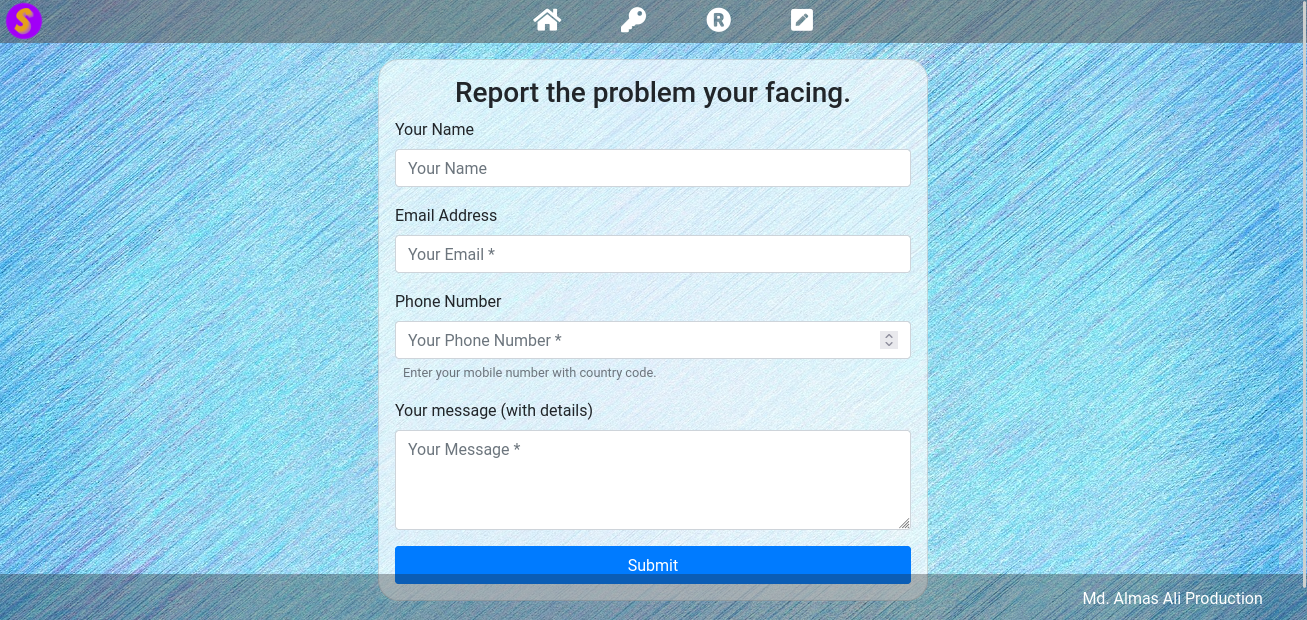 S
R
Report the problem your facing.
Your Name
Your Name
Email Address
Your Email *
Phone Number
Your Phone Number *
Enter your mobile number with country code.
Your message (with details)
Your Message *
Submit
Md. Almas Ali Production